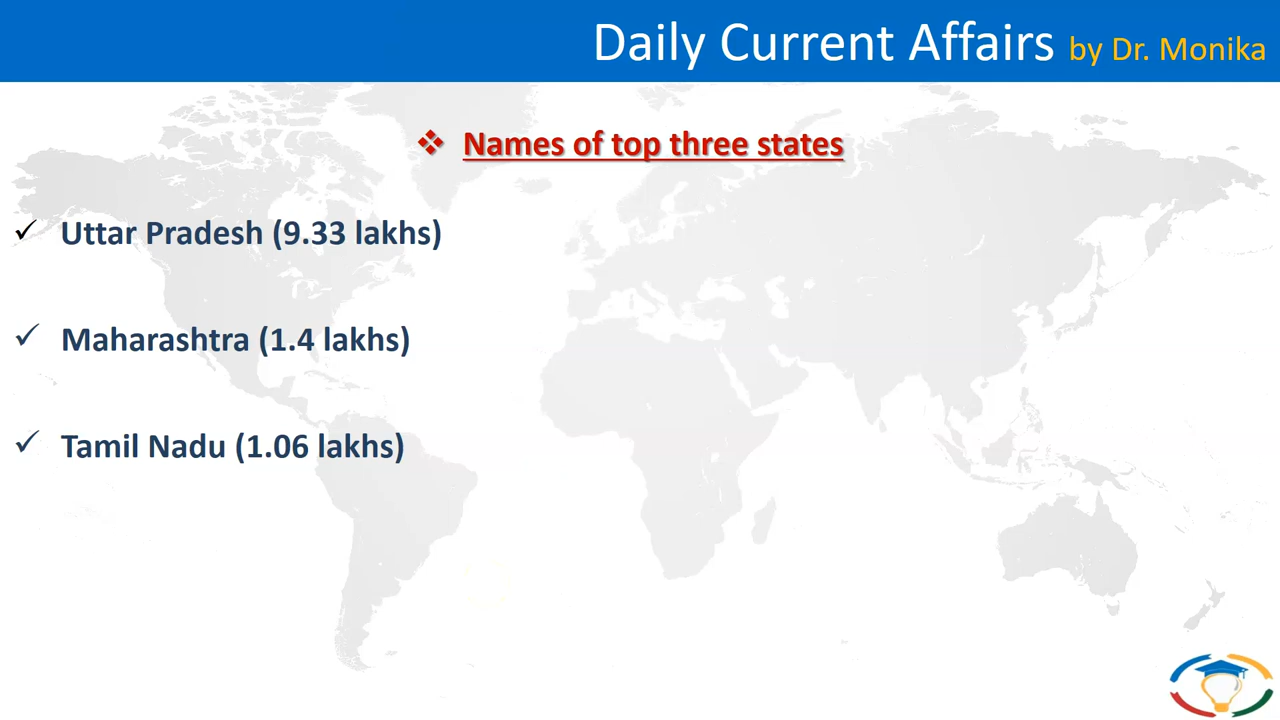 Daily Current Affairs by Dr. Monika
❖ Names of top three states
✓ Uttar Pradesh (9.33 lakhs)
✓ Maharashtra (1.4 lakhs)
✓ Tamil Nadu (1.06 lakhs)